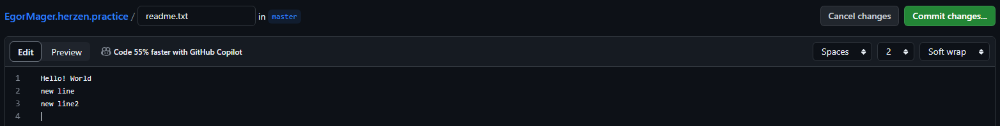 EgorMager.herzen.practice / readme.txt in master Cancel changes Commit changes...
Edit Preview Code 55% faster with GitHub Copilot Spaces 2 Soft wrap
1 Hello! World
2 new line
3 new line2
4